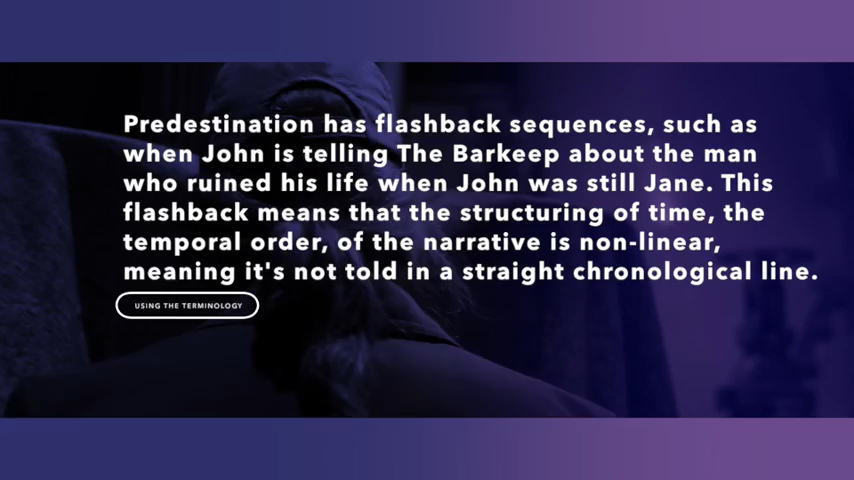 Predestination has flashback sequences, such as
when John is telling The Barkeep about the man
who ruined his life when John was still Jane. This
flashback means that the structuring of time, the
temporal order, of the narrative is non-linear,
meaning it's not told in a straight chronological line.
USING THE TERMINOLOGY